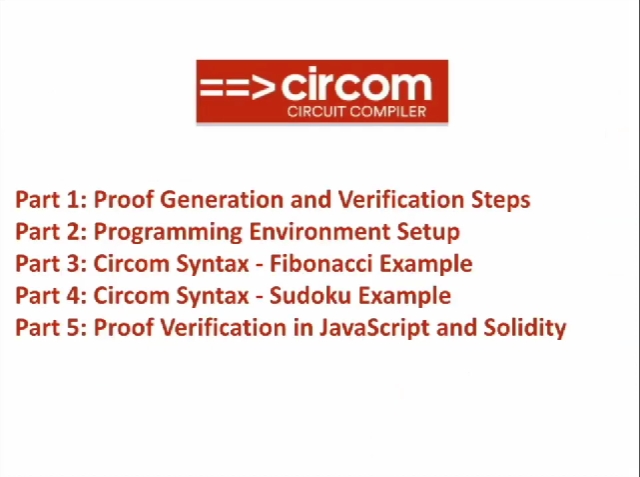 ==>circom
CIRCUIT COMPILER
Part 1: Proof Generation and Verification Steps
Part 2: Programming Environment Setup
Part 3: Circom Syntax - Fibonacci Example
Part 4: Circom Syntax - Sudoku Example
Part 5: Proof Verification in JavaScript and Solidity